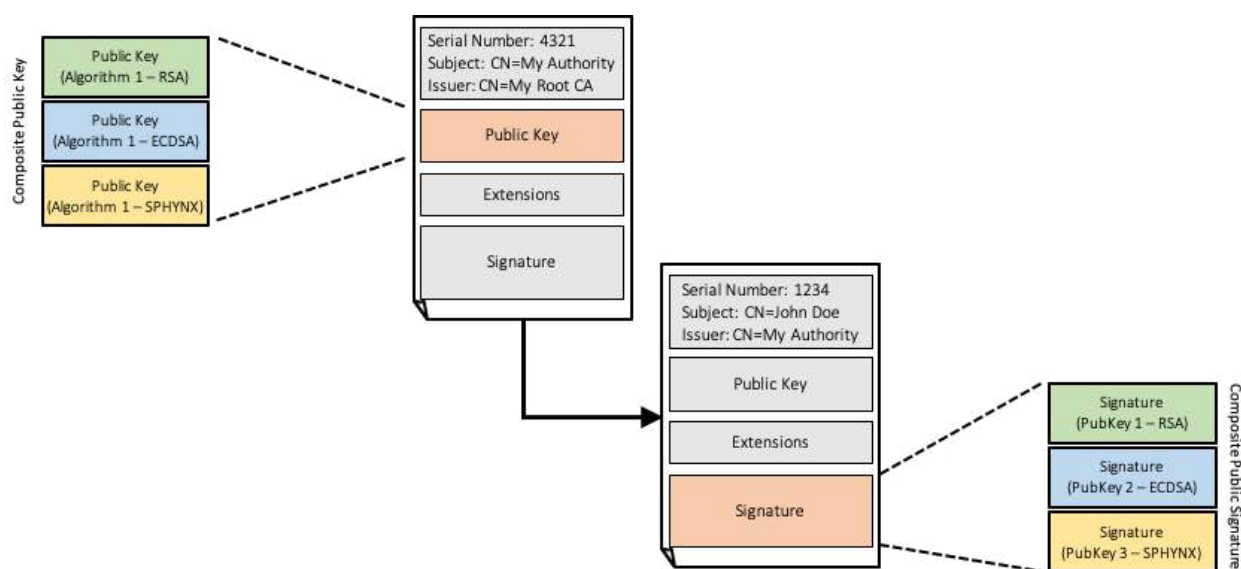 Composite Public Key
Public Key
(Algorithm 1 – RSA)
Public Key
(Algorithm 1 – ECDSA)
Public Key
(Algorithm 1 – SPHYNX)
Serial Number: 4321
Subject: CN=My Authority
Issuer: CN=My Root CA
Public Key
Extensions
Signature
Serial Number: 1234
Subject: CN=John Doe
Issuer: CN=My Authority
Public Key
Extensions
Signature
Signature
(PubKey 1 – RSA)
Signature
(PubKey 2 – ECDSA)
Signature
(PubKey 3 – SPHYNX)
Composite Public Signature